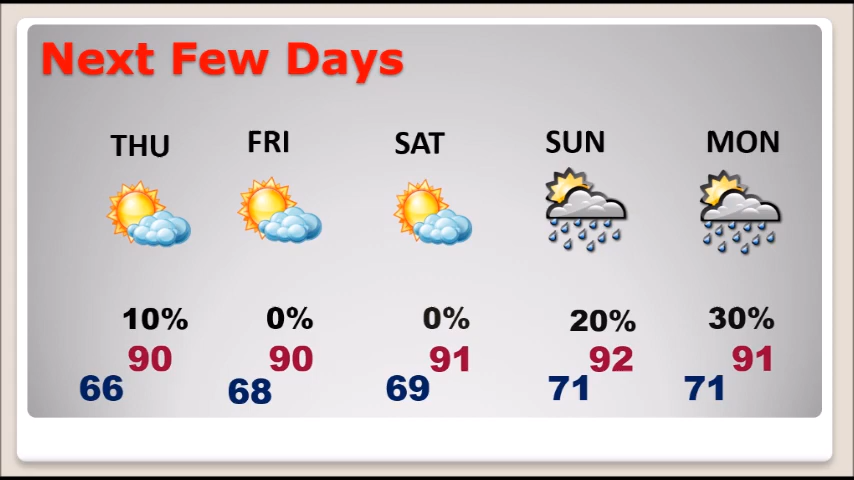 Next Few Days
THU FRI SAT SUN MON
10% 0% 0% 20% 30%
90 90 91 92 91
66 68 69 71 71